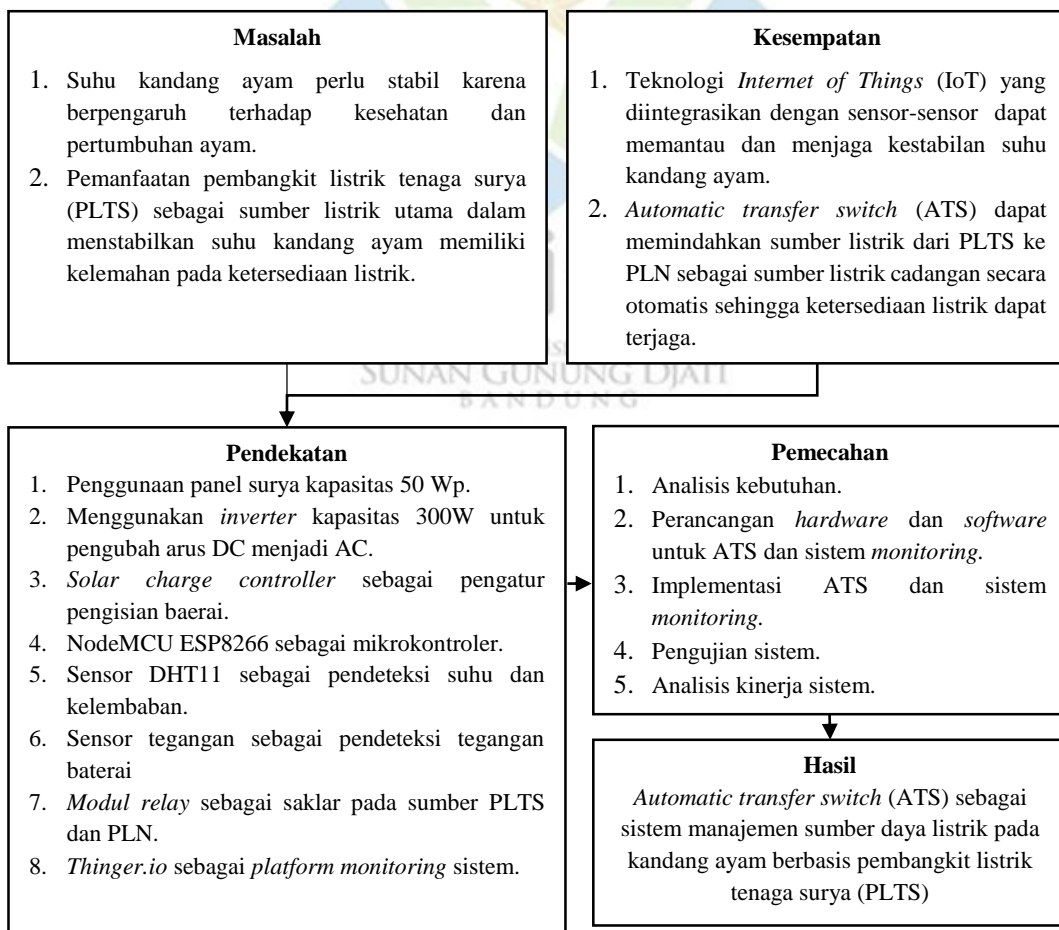 Masalah
1. Suhu kandang ayam perlu stabil karena
berpengaruh terhadap kesehatan dan
pertumbuhan ayam.
2. Pemanfaatan pembangkit listrik tenaga surya
(PLTS) sebagai sumber listrik utama dalam
menstabilkan suhu kandang ayam memiliki
kelemahan pada ketersediaan listrik.
Kesempatan
1. Teknologi Internet of Things (IoT) yang
diintegrasikan dengan sensor-sensor dapat
memantau dan menjaga kestabilan suhu
kandang ayam.
2. Automatic transfer switch (ATS) dapat
memindahkan sumber listrik dari PLTS ke
PLN sebagai sumber listrik cadangan secara
otomatis sehingga ketersediaan listrik dapat
terjaga.
SUNAN GUNUNG DJATI
BANDUNG
Pendekatan
1. Penggunaan panel surya kapasitas 50 Wp.
2. Menggunakan inverter kapasitas 300W untuk
pengubah arus DC menjadi AC.
3. Solar charge controller sebagai pengatur
pengisian baerai.
4. NodeMCU ESP8266 sebagai mikrokontroler.
5. Sensor DHT11 sebagai pendeteksi suhu dan
kelembaban.
6. Sensor tegangan sebagai pendeteksi tegangan
baterai
7. Modul relay sebagai saklar pada sumber PLTS
dan PLN.
8. Thinger.io sebagai platform monitoring sistem.
Pemecahan
1. Analisis kebutuhan.
2. Perancangan hardware dan software
untuk ATS dan sistem monitoring.
3. Implementasi ATS dan sistem
monitoring.
4. Pengujian sistem.
5. Analisis kinerja sistem.
Hasil
Automatic transfer switch (ATS) sebagai
sistem manajemen sumber daya listrik pada
kandang ayam berbasis pembangkit listrik
tenaga surya (PLTS)